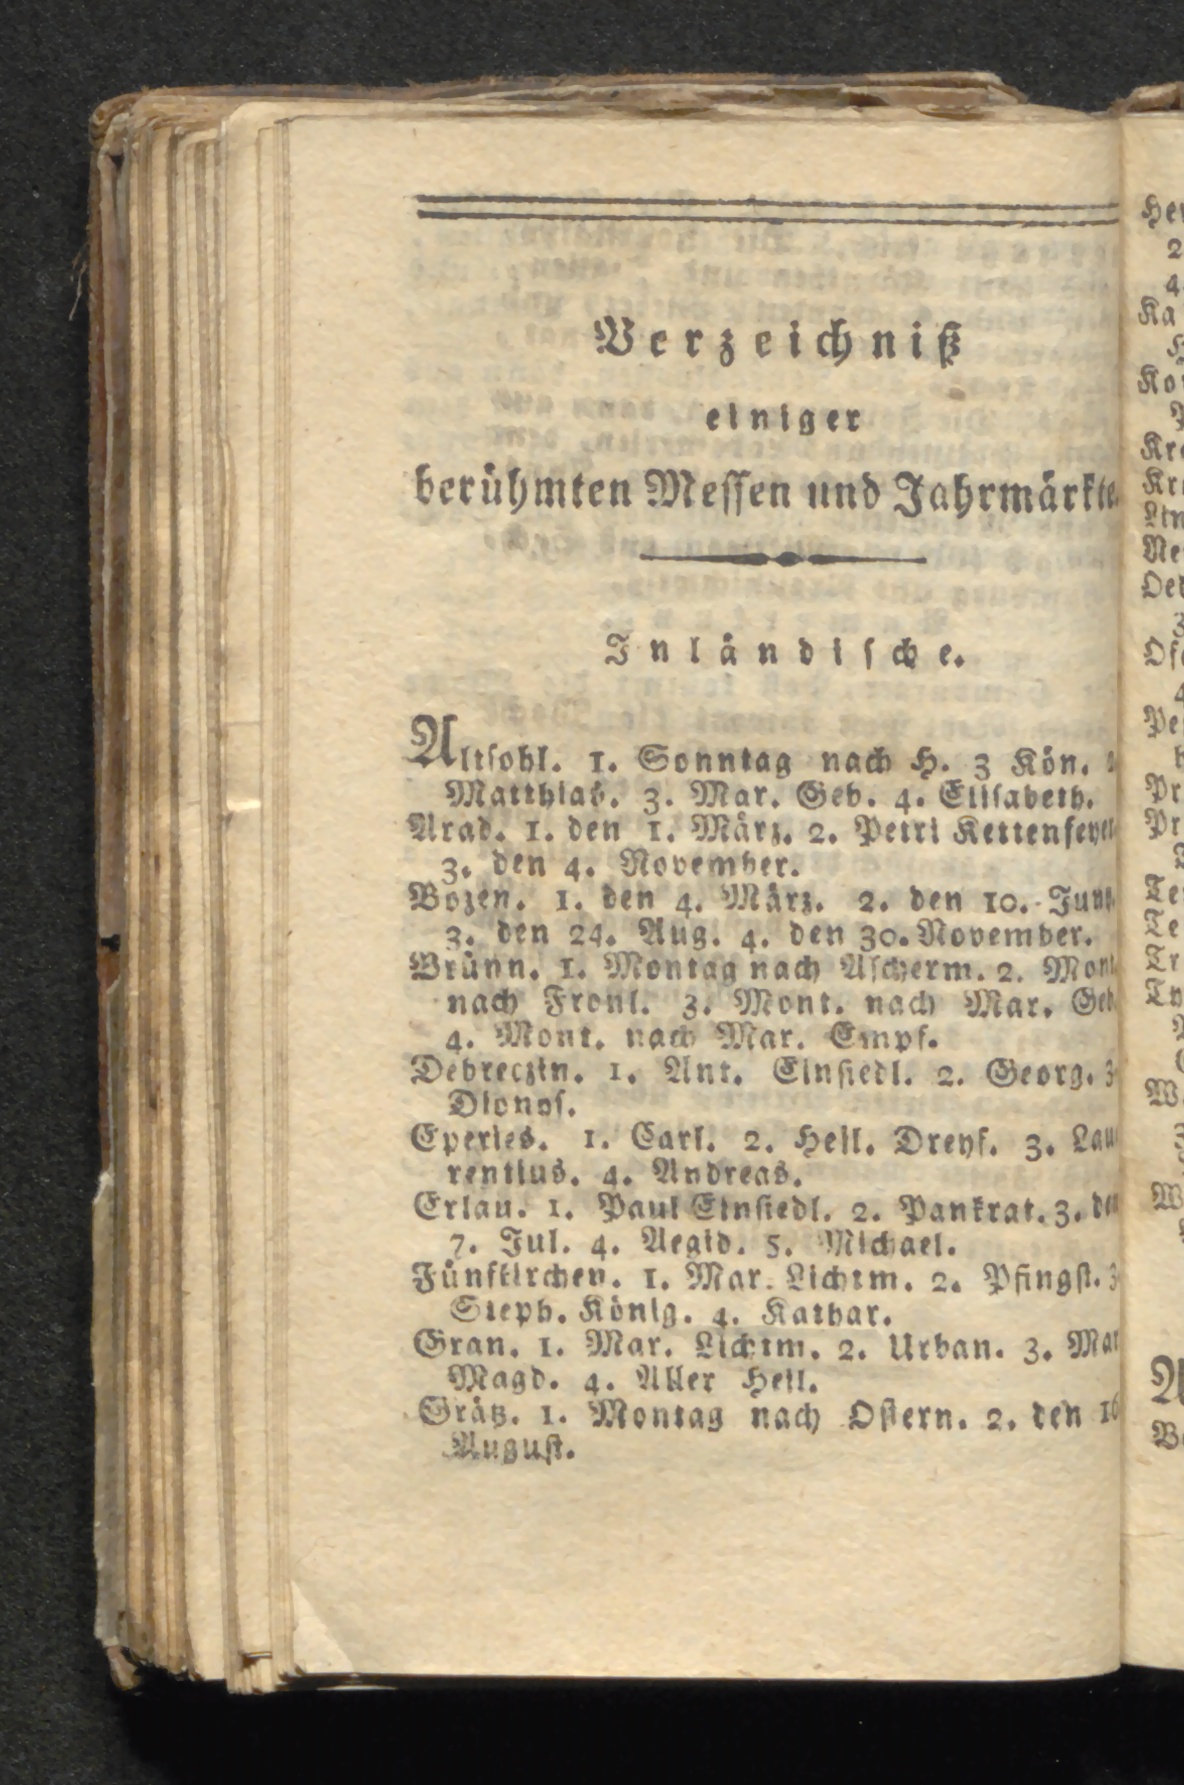 Verzeichniß
einiger
berühmten Messen und Jahrmärkte
Inländische.
Altsohl. 1. Sonntag nach H. 3 Kön. 2
Matthias. 3. Mar. Geb. 4. Elisabeth.
Arad. 1. den 1. März. 2. Petri Kettenfeyer
3. den 4. November.
Bozen. 1. den 4. März. 2. den 10. Juny
3. den 24. Aug. 4. den 30. November.
Brünn. 1. Montag nach Ascherm. 2. Mont
nach Fronl. 3. Mont. nach Mar. Geb
4. Mont. nach Mar. Empf.
Debreczin. 1. Ant. Einsiedl. 2. Georg. 3
Dionys.
Eperies. 1. Carl. 2. Heil. Dreyf. 3. Lau
rentius. 4. Andreas.
Erlau. 1. Paul Einsiedl. 2. Pankrat. 3. den
7. Jul. 4. Aegid. 5. Michael.
Fünfkirchen. 1. Mar. Lichtm. 2. Pfingst. 3
Steph. König. 4. Kathar.
Gran. 1. Mar. Lichtm. 2. Urban. 3. Mar
Magd. 4. Aller Heil.
Grätz. 1. Montag nach Ostern. 2. den 16
August.